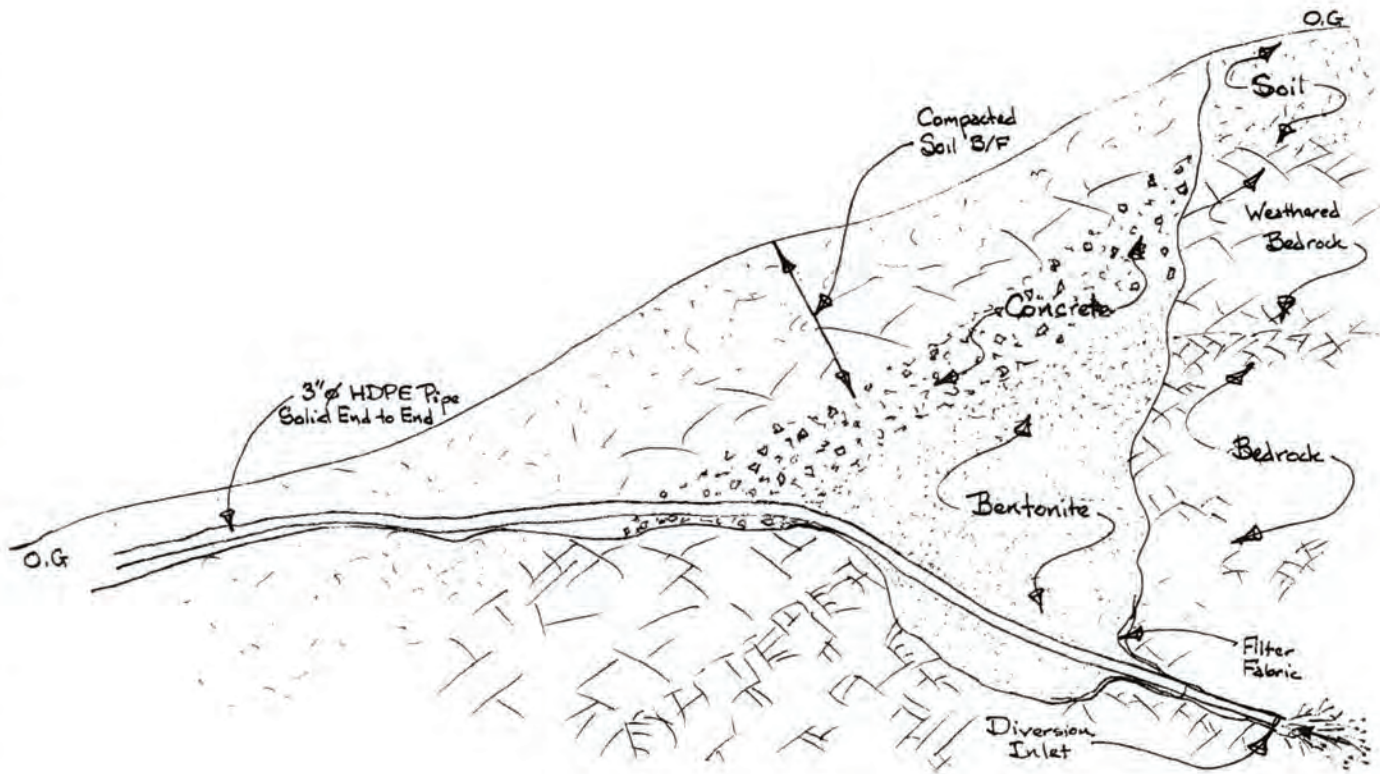 O.G
Soil
Compacted
Soil B/F
Weathered
Bedrock
Concrete
3"ø HDPE Pipe
Solid End to End
Bedrock
Bentonite
O.G
Filter
Fabric
Diversion
Inlet